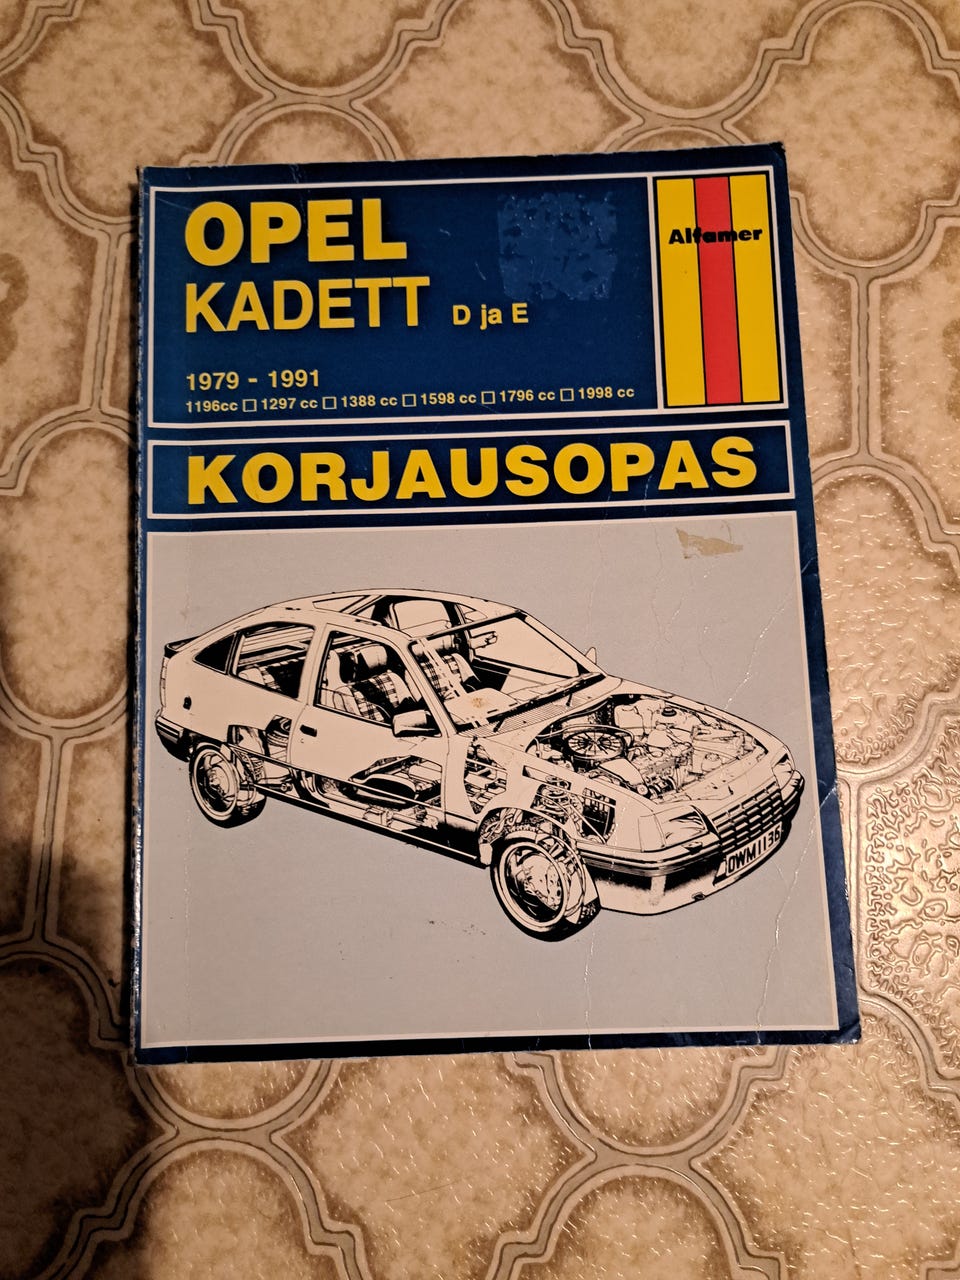 OPEL
KADETT D ja E
1979 - 1991
1196cc □ 1297 cc □ 1388 cc □ 1598 cc □ 1796 cc □ 1998 cc
Alfamer
KORJAUSOPAS
OWM1136